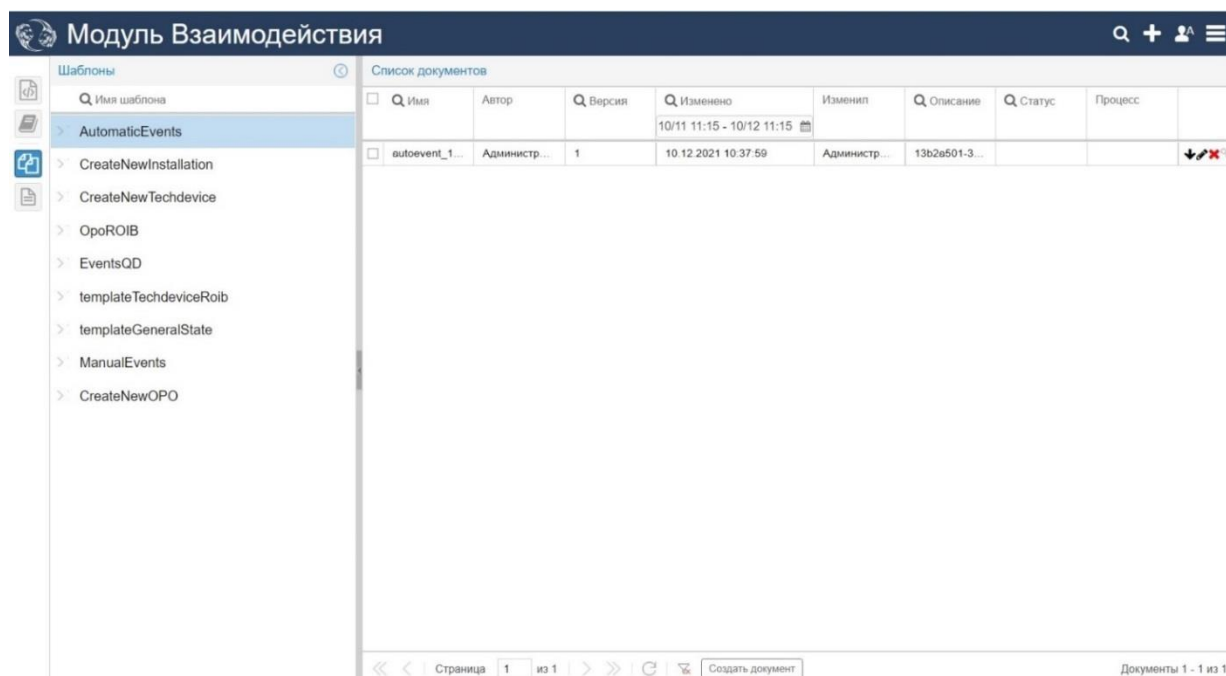 Модуль Взаимодействия
Шаблоны
Имя шаблона
AutomaticEvents
CreateNewInstallation
CreateNewTechdevice
OpoROIB
EventsQD
templateTechdeviceRoib
templateGeneralState
ManualEvents
CreateNewOPO
Список документов
Имя Автор Версия Изменено Изменил Описание Статус Процесс
10/11 11:15 - 10/12 11:15
autoevent_1... Администр... 1 10.12.2021 10:37:59 Администр... 13b2a501-3...
Страница 1 из 1 Создать документ Документы 1 - 1 из 1